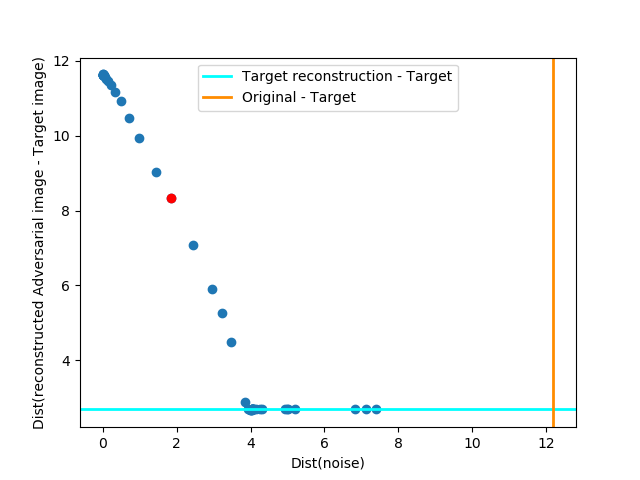 12
10
8
6
4
Dist(reconstructed Adversarial image - Target image)
Target reconstruction - Target
Original - Target
0 2 4 6 8 10 12
Dist(noise)